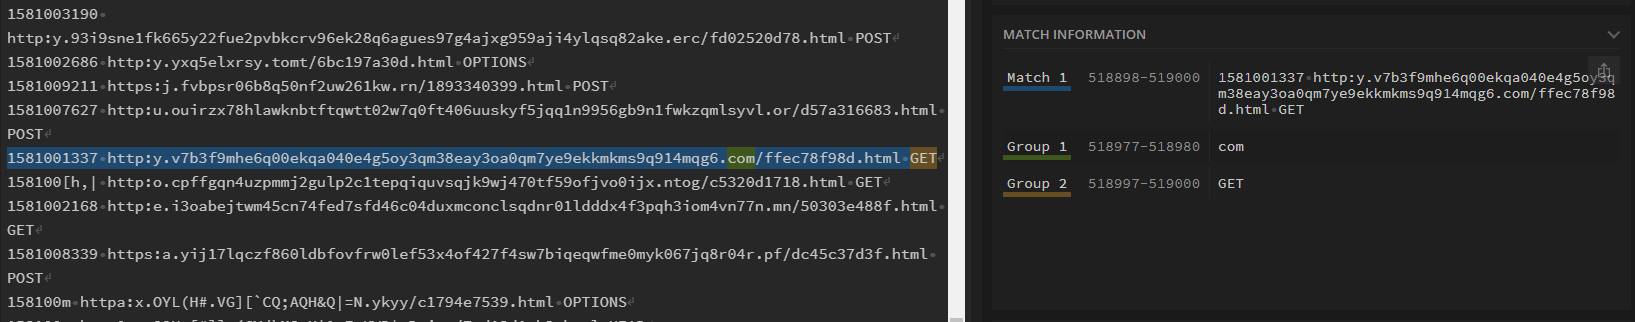 1581003190
http:y.93i9sne1fk665y22fue2pvbkcrv96ek28q6agues97g4ajxg959aji4ylqsq82ake.erc/fd02520d78.html POST
1581002686 http:y.yxq5elxrsy.tomt/6bc197a30d.html OPTIONS
1581009211 https:j.fvbpsr06b8q50nf2uw261kw.rn/1893340399.html POST
1581007627 http:u.ouirzx78hlawknbtftqwtt02w7q0ft406uuskyf5jqq1n9956gb9n1fwkzqmlsyvl.or/d57a316683.html
POST
1581001337 http:y.v7b3f9mhe6q00ekqa040e4g5oy3qm38eay3oa0qm7ye9ekkmkms9q914mqg6.com/ffec78f98d.html GET
158100[h,| http:o.cpffgqn4uzpmmj2gulp2c1tepqiquvsqjk9wj470tf59ofjvo0ijx.ntog/c5320d1718.html GET
1581002168 http:e.i3oabejtwm45cn74fed7sfd46c04duxmconclsqdnr01ldddx4f3pqh3iom4vn77n.mn/50303e488f.html
GET
1581008339 https:a.yij17lqczf860ldbfovfrw0lef53x4of427f4sw7biqeqwfme0myk067jq8r04r.pf/dc45c37d3f.html
POST
158100m httpa:x.OYL(H#.VG][`CQ;AQH&Q|=N.ykyy/c1794e7539.html OPTIONS
MATCH INFORMATION
Match 1 518898-519000 1581001337 http:y.v7b3f9mhe6q00ekqa040e4g5oy3q
m38eay3oa0qm7ye9ekkmkms9q914mqg6.com/ffec78f98
d.html GET
Group 1 518977-518980 com
Group 2 518997-519000 GET